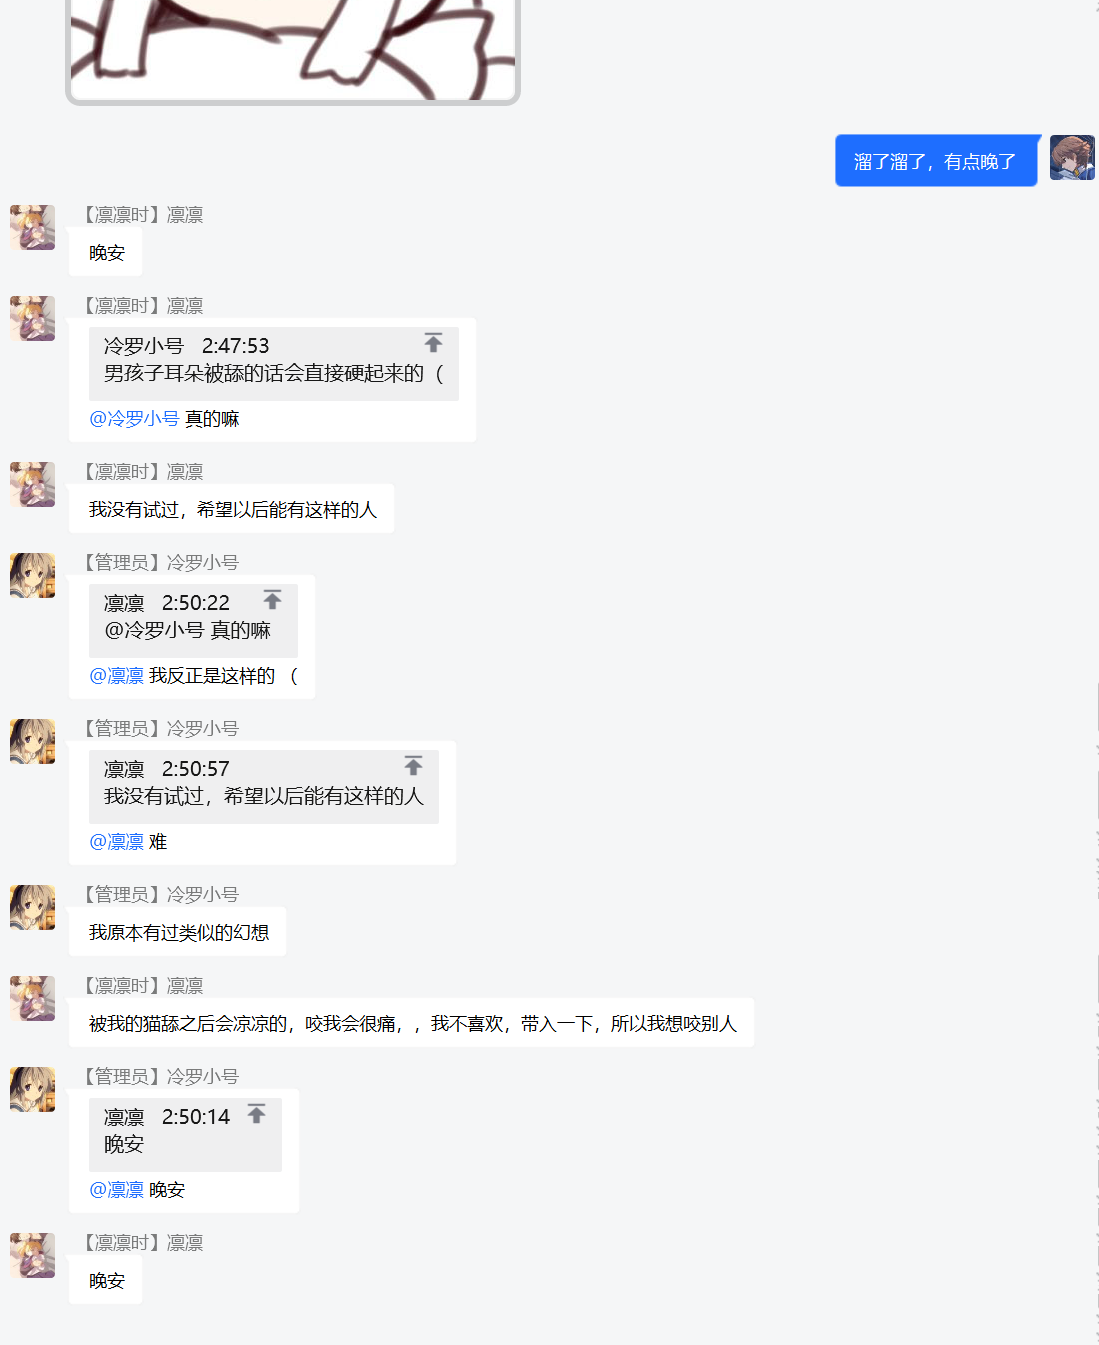 溜了溜了，有点晚了
【凛凛时】凛凛
晚安
【凛凛时】凛凛
冷罗小号 2:47:53
男孩子耳朵被舔的话会直接硬起来的（
@冷罗小号 真的嘛
【凛凛时】凛凛
我没有试过，希望以后能有这样的人
【管理员】冷罗小号
凛凛 2:50:22
@冷罗小号 真的嘛
@凛凛 我反正是这样的 （
【管理员】冷罗小号
凛凛 2:50:57
我没有试过，希望以后能有这样的人
@凛凛 难
【管理员】冷罗小号
我原本有过类似的幻想
【凛凛时】凛凛
被我的猫舔之后会凉凉的，咬我会很痛，，我不喜欢，带入一下，所以我想咬别人
【管理员】冷罗小号
凛凛 2:50:14
晚安
@凛凛 晚安
【凛凛时】凛凛
晚安